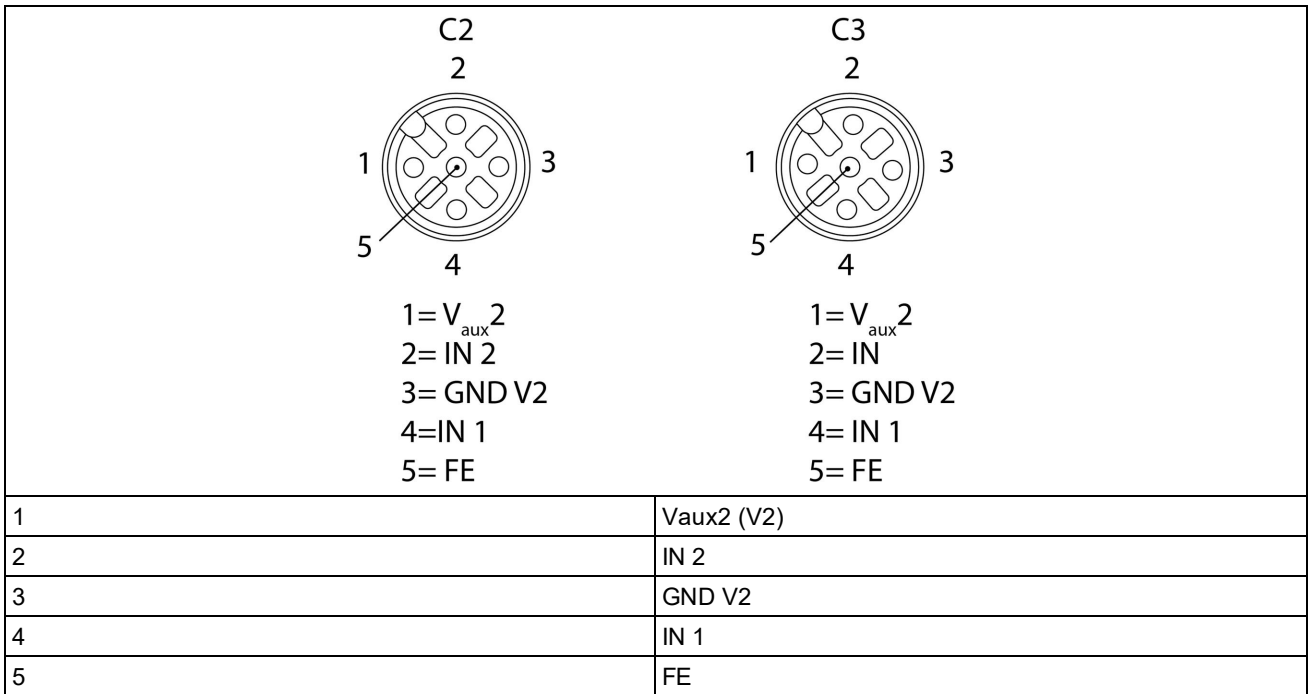 C2
2
1
3
5
4
1= Vaux2
2= IN 2
3= GND V2
4=IN 1
5= FE
C3
2
1
3
5
4
1= Vaux2
2= IN
3= GND V2
4= IN 1
5= FE
1 Vaux2 (V2)
2 IN 2
3 GND V2
4 IN 1
5 FE